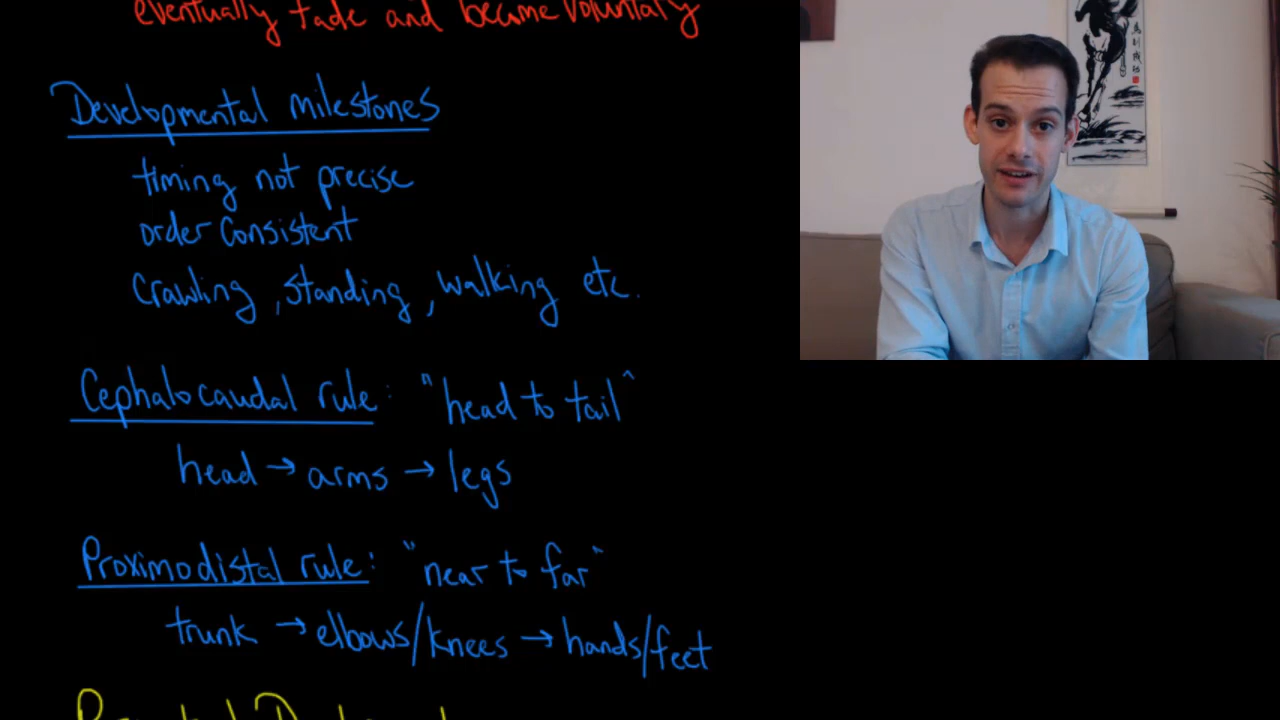 eventually fade and become voluntary
Developmental milestones
timing not precise
order consistent
Crawling, standing, walking etc.
Cephalocaudal rule: "head to tail"
head → arms → legs
Proximodistal rule: "near to far"
trunk → elbows/knees → hands/feet